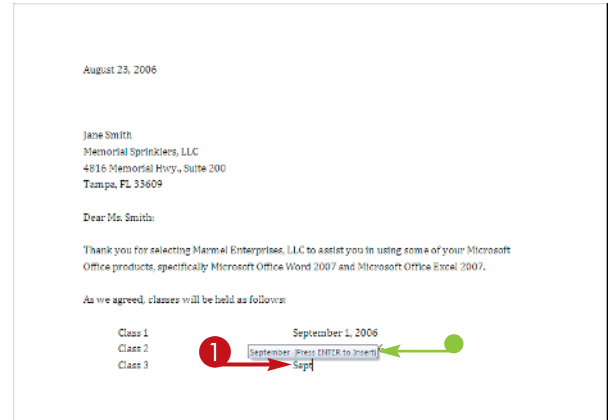 August 23, 2006
Jane Smith
Memorial Sprinklers, LLC
4816 Memorial Hwy., Suite 200
Tampa, FL 33609
Dear Ms. Smith:
Thank you for selecting Marmel Enterprises, LLC to assist you in using some of your Microsoft
Office products, specifically Microsoft Office Word 2007 and Microsoft Office Excel 2007.
As we agreed, classes will be held as follows:
Class 1 September 1, 2006
Class 2
September (Press ENTER to Insert)
1
Class 3 Sept